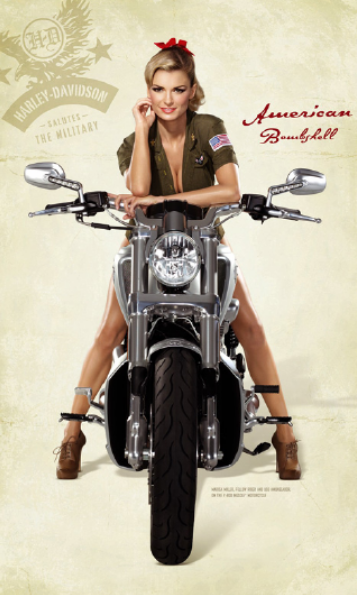 HD
HARLEY-DAVIDSON
- SALUTES -
THE MILITARY
American
Bombshell